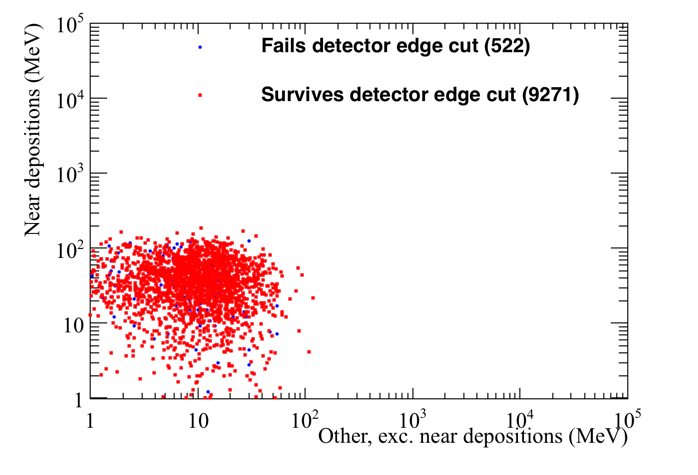 10^5
Fails detector edge cut (522)
10^4
Survives detector edge cut (9271)
10^3
10^2
10
1
Near depositions (MeV)
1 10 10^2 10^3 10^4 10^5
Other, exc. near depositions (MeV)